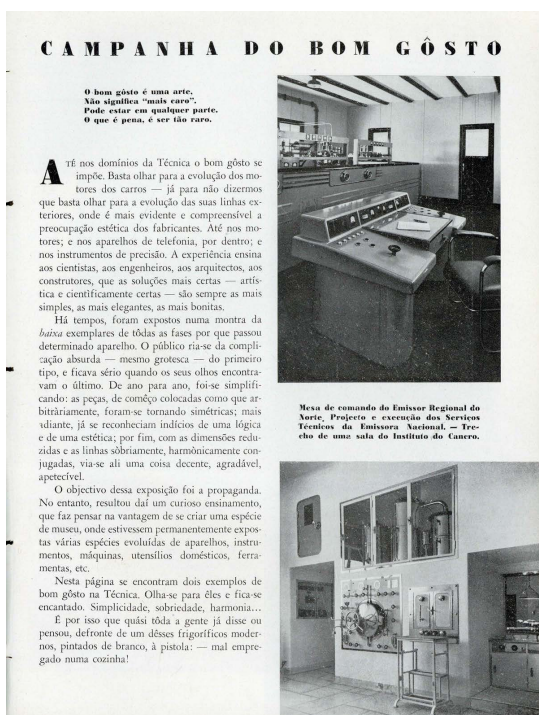 CAMPANHA DO BOM GÔSTO
O bom gôsto é uma arte.
Não significa "mais caro".
Pode estar em qualquer parte.
O que é pena, é ser tão raro.
ATÉ nos domínios da Técnica o bom gôsto se
impõe. Basta olhar para a evolução dos mo-
tores dos carros — já para não dizermos
que basta olhar para a evolução das suas linhas ex-
teriores, onde é mais evidente e compreensível a
preocupação estética dos fabricantes. Até nos mo-
tores; e nos aparelhos de telefonia, por dentro; e
nos instrumentos de precisão. A experiência ensina
aos cientistas, aos engenheiros, aos arquitectos, aos
construtores, que as soluções mais certas — artís-
tica e cientìficamente certas — são sempre as mais
simples, as mais elegantes, as mais bonitas.
Há tempos, foram expostos numa montra da
baixa exemplares de tôdas as fases por que passou
determinado aparelho. O público ria-se da compli-
cação absurda — mesmo grotesca — do primeiro
tipo, e ficava sério quando os seus olhos encontra-
vam o último. De ano para ano, foi-se simplifi-
cando: as peças, de comêço colocadas como que ar-
bitràriamente, foram-se tornando simétricas; mais
adiante, já se reconheciam indícios de uma lógica
e de uma estética; por fim, com as dimensões redu-
zidas e as linhas sòbriamente, harmònicamente con-
jugadas, via-se ali uma coisa decente, agradável,
apetecível.
O objectivo dessa exposição foi a propaganda.
No entanto, resultou daí um curioso ensinamento,
que faz pensar na vantagem de se criar uma espécie
de museu, onde estivessem permanentemente expos-
tas várias espécies evoluídas de aparelhos, instru-
mentos, máquinas, utensílios domésticos, ferra-
mentas, etc.
Nesta página se encontram dois exemplos de
bom gôsto na Técnica. Olha-se para êles e fica-se
encantado. Simplicidade, sobriedade, harmonia...
É por isso que quási tôda a gente já disse ou
pensou, defronte de um dêsses frigoríficos moder-
nos, pintados de branco, à pistola: — mal empre-
gado numa cozinha!
Mesa de comando do Emissor Regional do
Norte. Projecto e execução dos Serviços
Técnicos da Emissora Nacional. — Tre-
cho de uma sala do Instituto do Cancro.